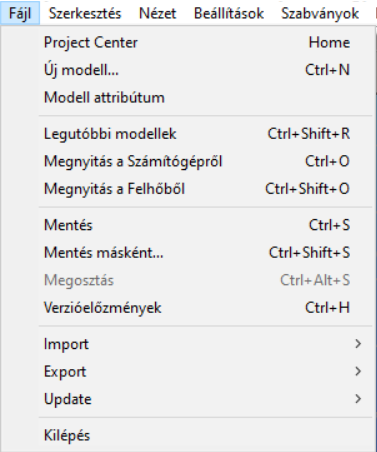 Fájl Szerkesztés Nézet Beállítások Szabványok
Project Center Home
Új modell... Ctrl+N
Modell attribútum
Legutóbbi modellek Ctrl+Shift+R
Megnyitás a Számítógépről Ctrl+O
Megnyitás a Felhőből Ctrl+Shift+O
Mentés Ctrl+S
Mentés másként... Ctrl+Shift+S
Megosztás Ctrl+Alt+S
Verzióelőzmények Ctrl+H
Import
Export
Update
Kilépés